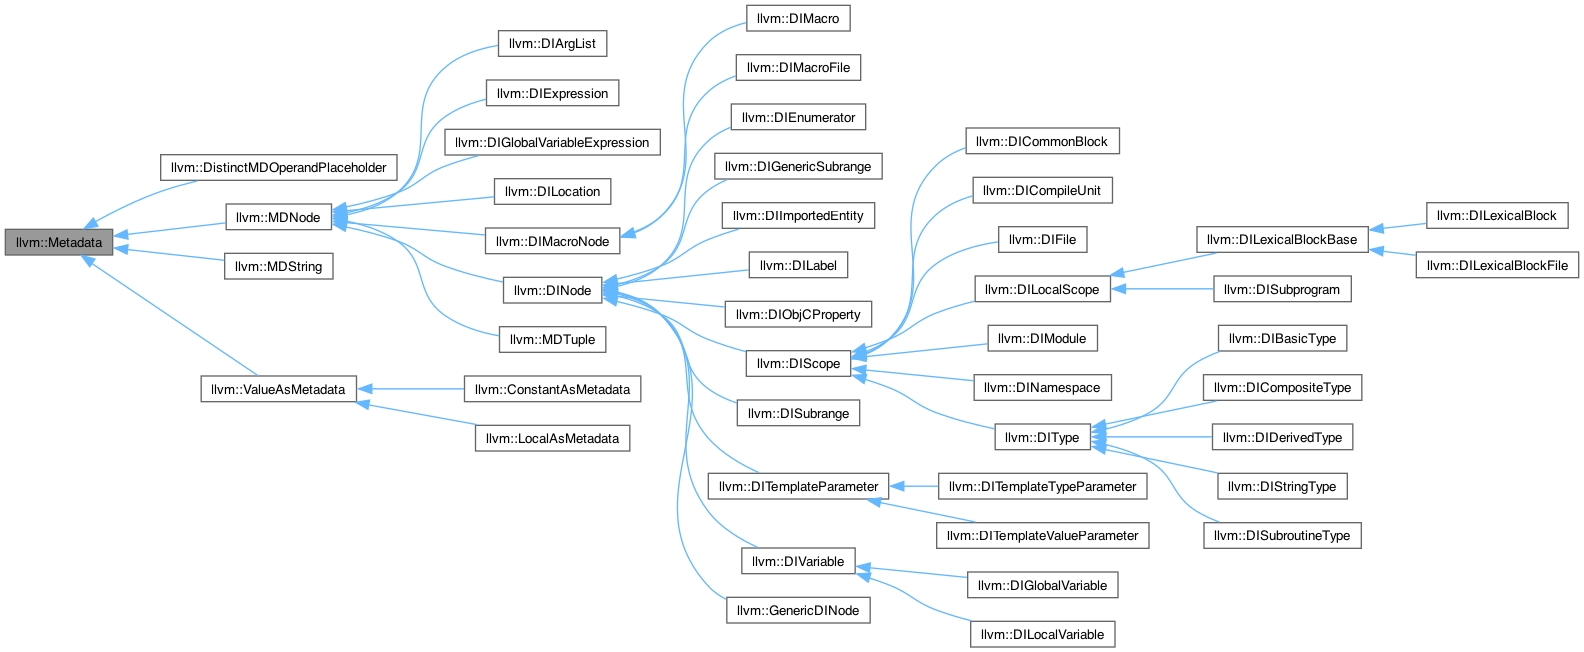 llvm::Metadata
llvm::DistinctMDOperandPlaceholder
llvm::MDNode
llvm::MDString
llvm::ValueAsMetadata
llvm::DIArgList
llvm::DIExpression
llvm::DIGlobalVariableExpression
llvm::DILocation
llvm::DIMacroNode
llvm::DINode
llvm::MDTuple
llvm::ConstantAsMetadata
llvm::LocalAsMetadata
llvm::DIMacro
llvm::DIMacroFile
llvm::DIEnumerator
llvm::DIGenericSubrange
llvm::DIImportedEntity
llvm::DILabel
llvm::DIObjCProperty
llvm::DIScope
llvm::DISubrange
llvm::DITemplateParameter
llvm::DIVariable
llvm::GenericDINode
llvm::DICommonBlock
llvm::DICompileUnit
llvm::DIFile
llvm::DILocalScope
llvm::DIModule
llvm::DINamespace
llvm::DIType
llvm::DITemplateTypeParameter
llvm::DITemplateValueParameter
llvm::DIGlobalVariable
llvm::DILocalVariable
llvm::DILexicalBlockBase
llvm::DISubprogram
llvm::DIBasicType
llvm::DICompositeType
llvm::DIDerivedType
llvm::DIStringType
llvm::DISubroutineType
llvm::DILexicalBlock
llvm::DILexicalBlockFile